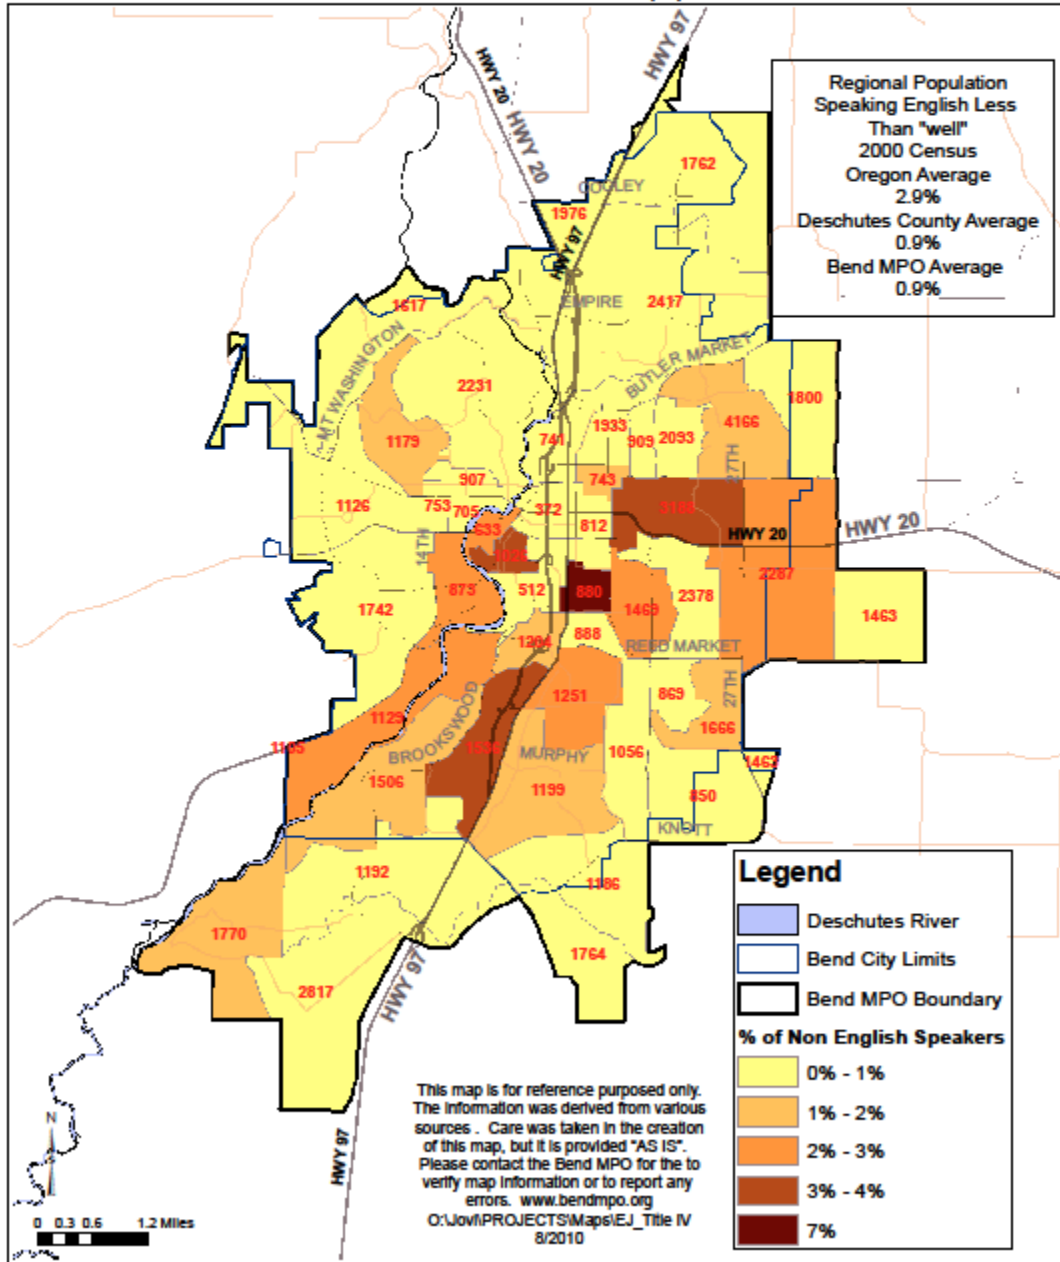 HWY 97
HWY 20
HWY 20
Regional Population
Speaking English Less
Than "well"
2000 Census
Oregon Average
2.9%
Deschutes County Average
0.9%
Bend MPO Average
0.9%
1762
COOLEY
1976
HWY 97
EMPIRE
2417
1617
MT WASHINGTON
BUTLER MARKET
2231
1800
1179
741
1933
909
2093
4166
27TH
907
743
1126
753
705
372
812
633
HWY 20
HWY 20
14TH
873
512
880
1469
2378
2287
1463
1742
888
REED MARKET
869
27TH
1251
1129
BROOKSWOOD
1666
MURPHY
1056
1462
1506
1199
850
KNOTT
1192
1186
1770
1764
2817
HWY 97
Legend
Deschutes River
Bend City Limits
Bend MPO Boundary
% of Non English Speakers
0% - 1%
1% - 2%
2% - 3%
3% - 4%
7%
This map is for reference purposed only.
The information was derived from various
sources . Care was taken in the creation
of this map, but it is provided "AS IS".
Please contact the Bend MPO for the to
verify map information or to report any
errors. www.bendmpo.org
O:\Jovi\PROJECTS\Maps\EJ_Title IV
8/2010
HWY 97
N
0 0.3 0.6 1.2 Miles